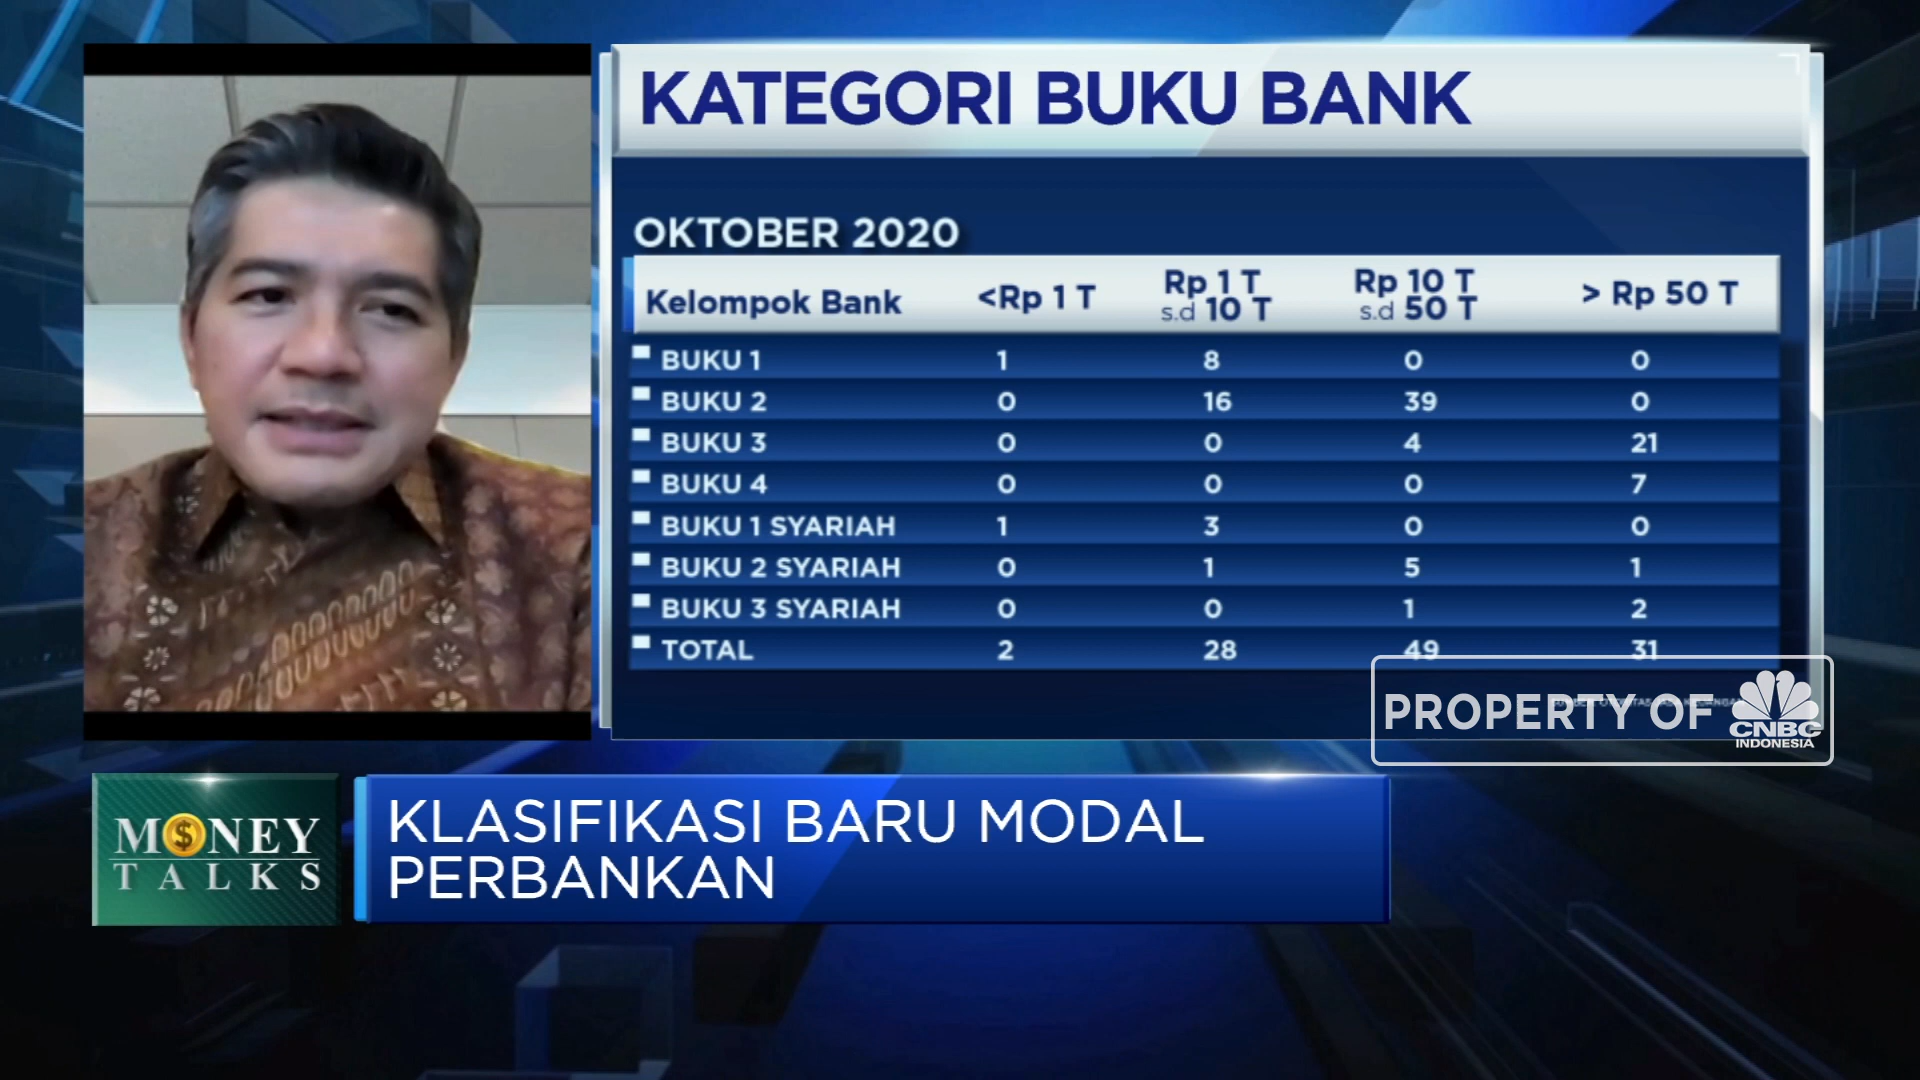 KATEGORI BUKU BANK
OKTOBER 2020
Kelompok Bank <Rp 1 T Rp 1 T s.d 10 T Rp 10 T s.d 50 T > Rp 50 T
BUKU 1 1 8 0 0
BUKU 2 0 16 39 0
BUKU 3 0 0 4 21
BUKU 4 0 0 0 7
BUKU 1 SYARIAH 1 3 0 0
BUKU 2 SYARIAH 0 1 5 1
BUKU 3 SYARIAH 0 0 1 2
TOTAL 2 28 49 31
PROPERTY OF CNBC INDONESIA
MONEY TALKS
KLASIFIKASI BARU MODAL
PERBANKAN